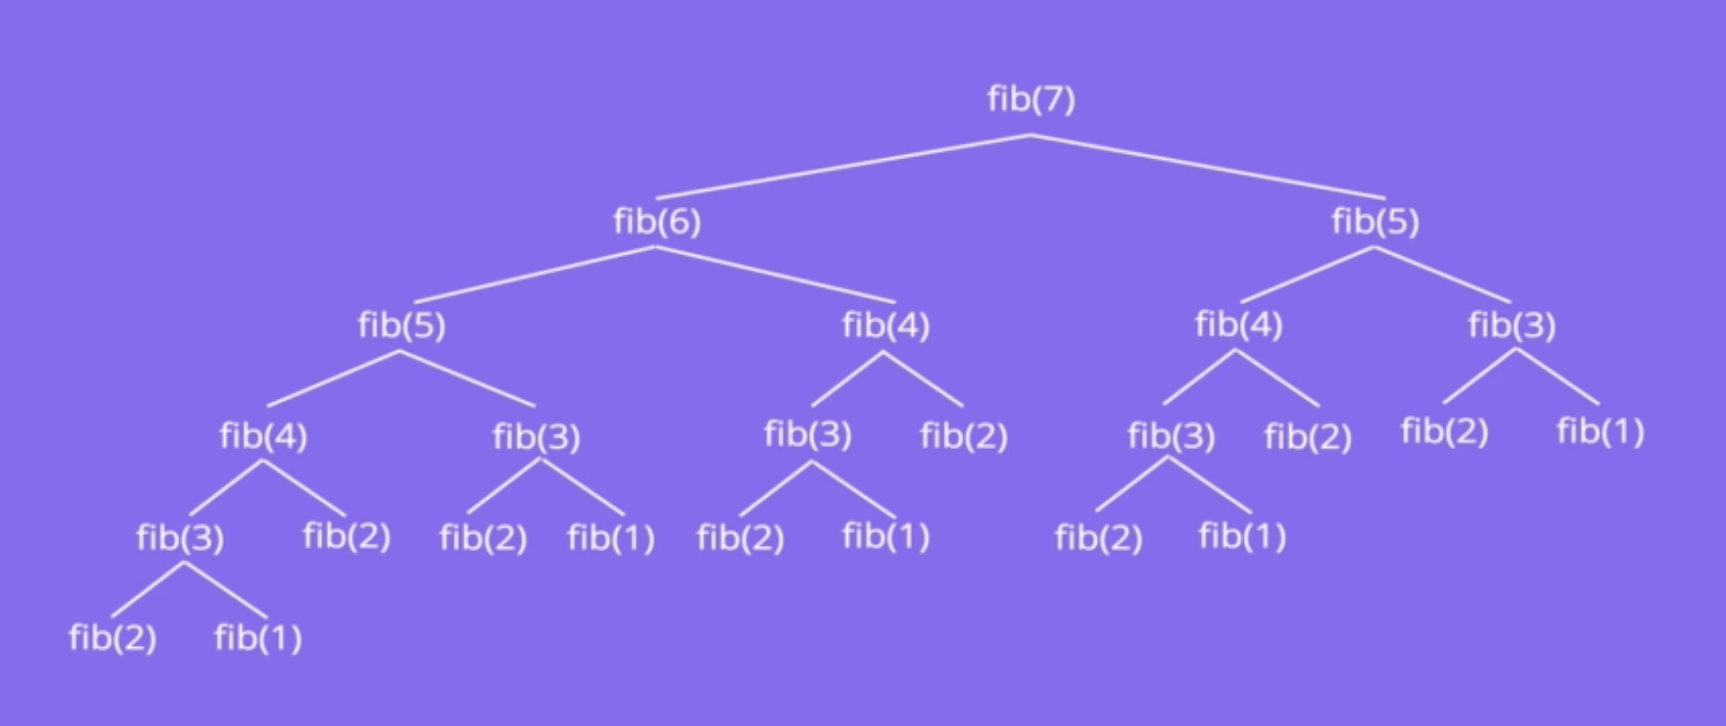 fib(7)
fib(6) fib(5)
fib(5) fib(4) fib(4) fib(3)
fib(4) fib(3) fib(3) fib(2) fib(3) fib(2) fib(2) fib(1)
fib(3) fib(2) fib(2) fib(1) fib(2) fib(1) fib(2) fib(1)
fib(2) fib(1)